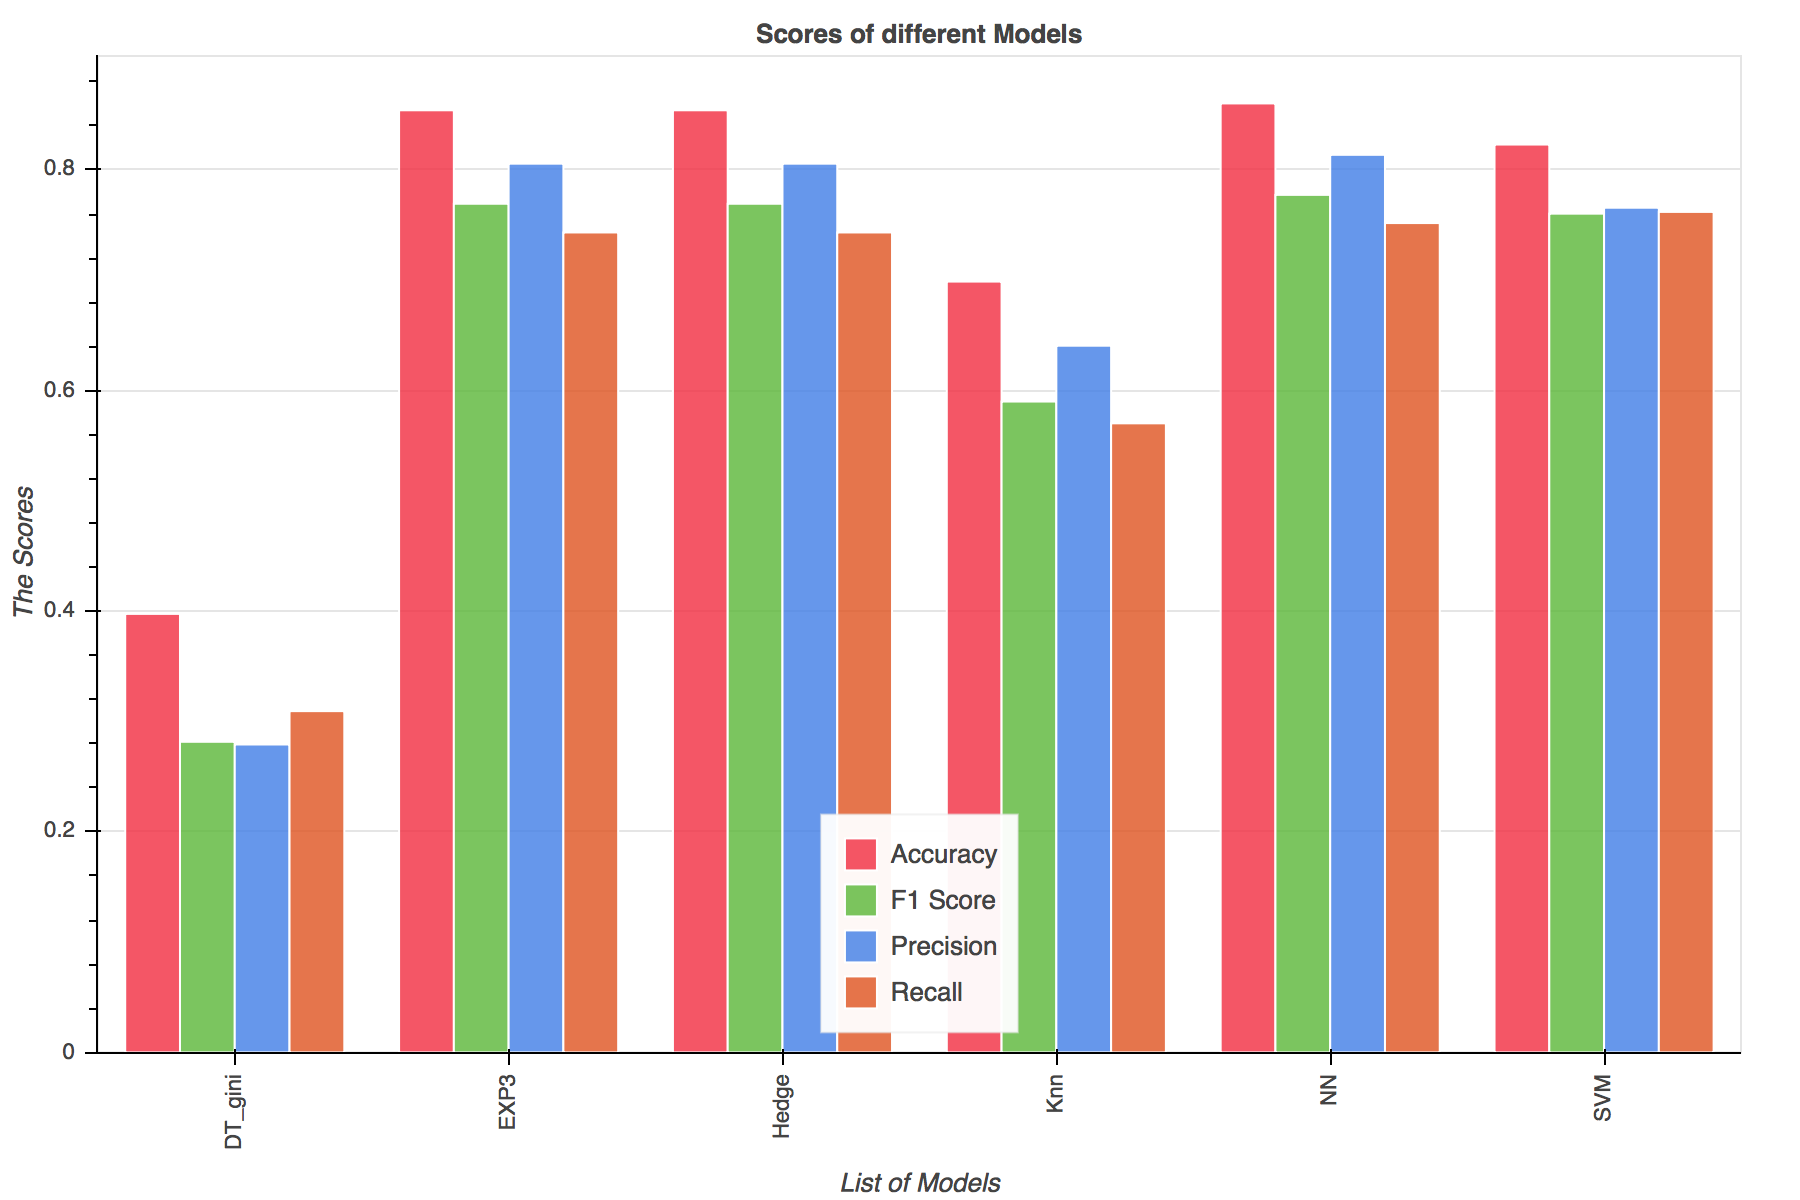 Scores of different Models
The Scores
0.8
0.6
0.4
0.2
0
Accuracy
F1 Score
Precision
Recall
DT_gini
EXP3
Hedge
Knn
NN
SVM
List of Models